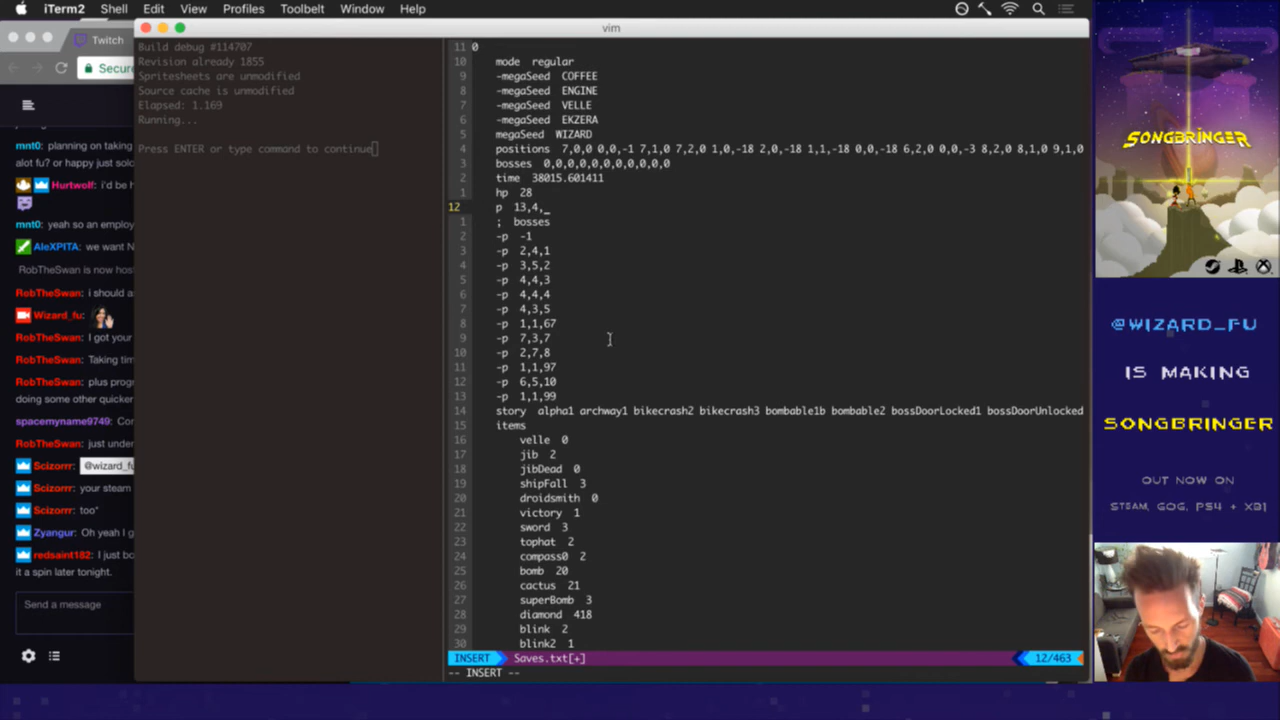 iTerm2 Shell Edit View Profiles Toolbelt Window Help
vim
Twitch
Secure
mnt0: planning on taking
alot fu? or happy just solo
Hurtwolf: i'd be h
mnt0: yeah so an employ
AleXPITA: we want N
RobTheSwan is now host
RobTheSwan: i should a
Wizard_fu:
RobTheSwan: I got your
RobTheSwan: Taking tim
RobTheSwan: plus prog
doing some other quicker
spacemyname9749: Cor
RobTheSwan: just under
Scizorrr: @wizard_fu
Scizorrr: your steam
Scizorrr: too*
Zyangur: Oh yeah I g
redsaint182: I just bo
it a spin later tonight.
Send a message
Build debug #114707
Revision already 1855
Spritesheets are unmodified
Source cache is unmodified
Elapsed: 1.169
Running...
Press ENTER or type command to continue
11 0
10 mode regular
9 -megaSeed COFFEE
8 -megaSeed ENGINE
7 -megaSeed VELLE
6 -megaSeed EKZERA
5 megaSeed WIZARD
4 positions 7,0,0 0,0,-1 7,1,0 7,2,0 1,0,-18 2,0,-18 1,1,-18 0,0,-18 6,2,0 0,0,-3 8,2,0 8,1,0 9,1,0
3 bosses 0,0,0,0,0,0,0,0,0,0,0
2 time 38015.601411
1 hp 28
12 p 13,4,_
1 ; bosses
2 -p -1
3 -p 2,4,1
4 -p 3,5,2
5 -p 4,4,3
6 -p 4,4,4
7 -p 4,3,5
8 -p 1,1,67
9 -p 7,3,7
10 -p 2,7,8
11 -p 1,1,97
12 -p 6,5,10
13 -p 1,1,99
14 story alpha1 archway1 bikecrash2 bikecrash3 bombable1b bombable2 bossDoorLocked1 bossDoorUnlocked
15 items
16 velle 0
17 jib 2
18 jibDead 0
19 shipFall 3
20 droidsmith 0
21 victory 1
22 sword 3
23 tophat 2
24 compass0 2
25 bomb 20
26 cactus 21
27 superBomb 3
28 diamond 418
29 blink 2
30 blink2 1
INSERT Saves.txt[+] 12/463
-- INSERT --
SONGBRINGER
@WIZARD_FU
IS MAKING
SONGBRINGER
OUT NOW ON
STEAM, GOG, PS4 + XB1